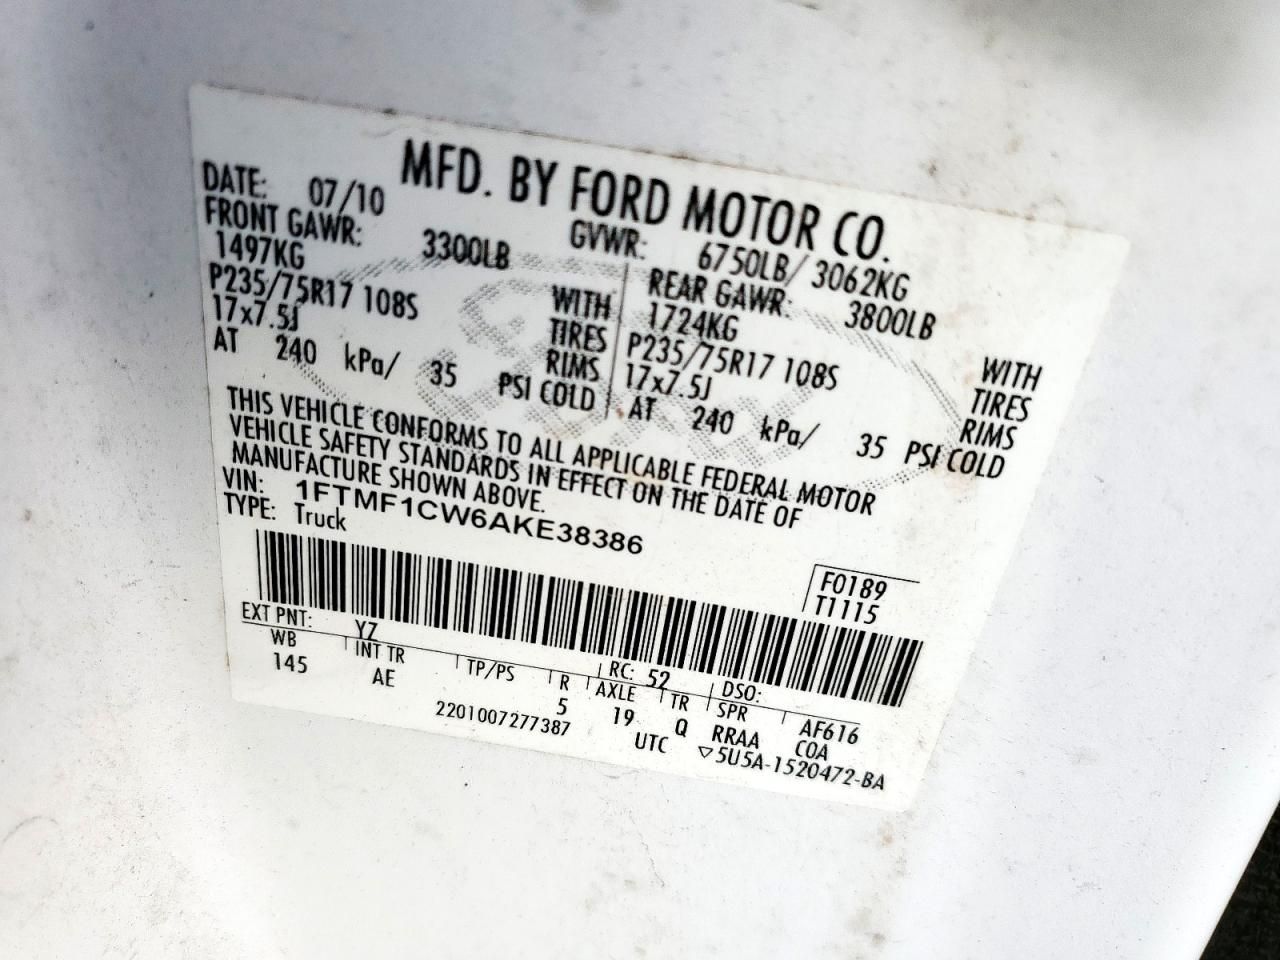 MFD. BY FORD MOTOR CO.
DATE: 07/10 GVWR: 6750LB/ 3062KG
FRONT GAWR: 3300LB REAR GAWR: 3800LB
1497KG WITH 1724KG WITH
P235/75R17 108S TIRES P235/75R17 108S TIRES
17x7.5J RIMS 17x7.5J RIMS
AT 240 kPa/ 35 PSI COLD AT 240 kPa/ 35 PSI COLD
THIS VEHICLE CONFORMS TO ALL APPLICABLE FEDERAL MOTOR
VEHICLE SAFETY STANDARDS IN EFFECT ON THE DATE OF
MANUFACTURE SHOWN ABOVE.
VIN: 1FTMF1CW6AKE38386
TYPE: Truck
F0189
T1115
EXT PNT: YZ RC: 52 DSO: AF616
WB INT TR TP/PS R AXLE TR SPR COA
145 AE 5 19 Q RRAA
2201007277387 UTC ▽5U5A-1520472-BA
Ford